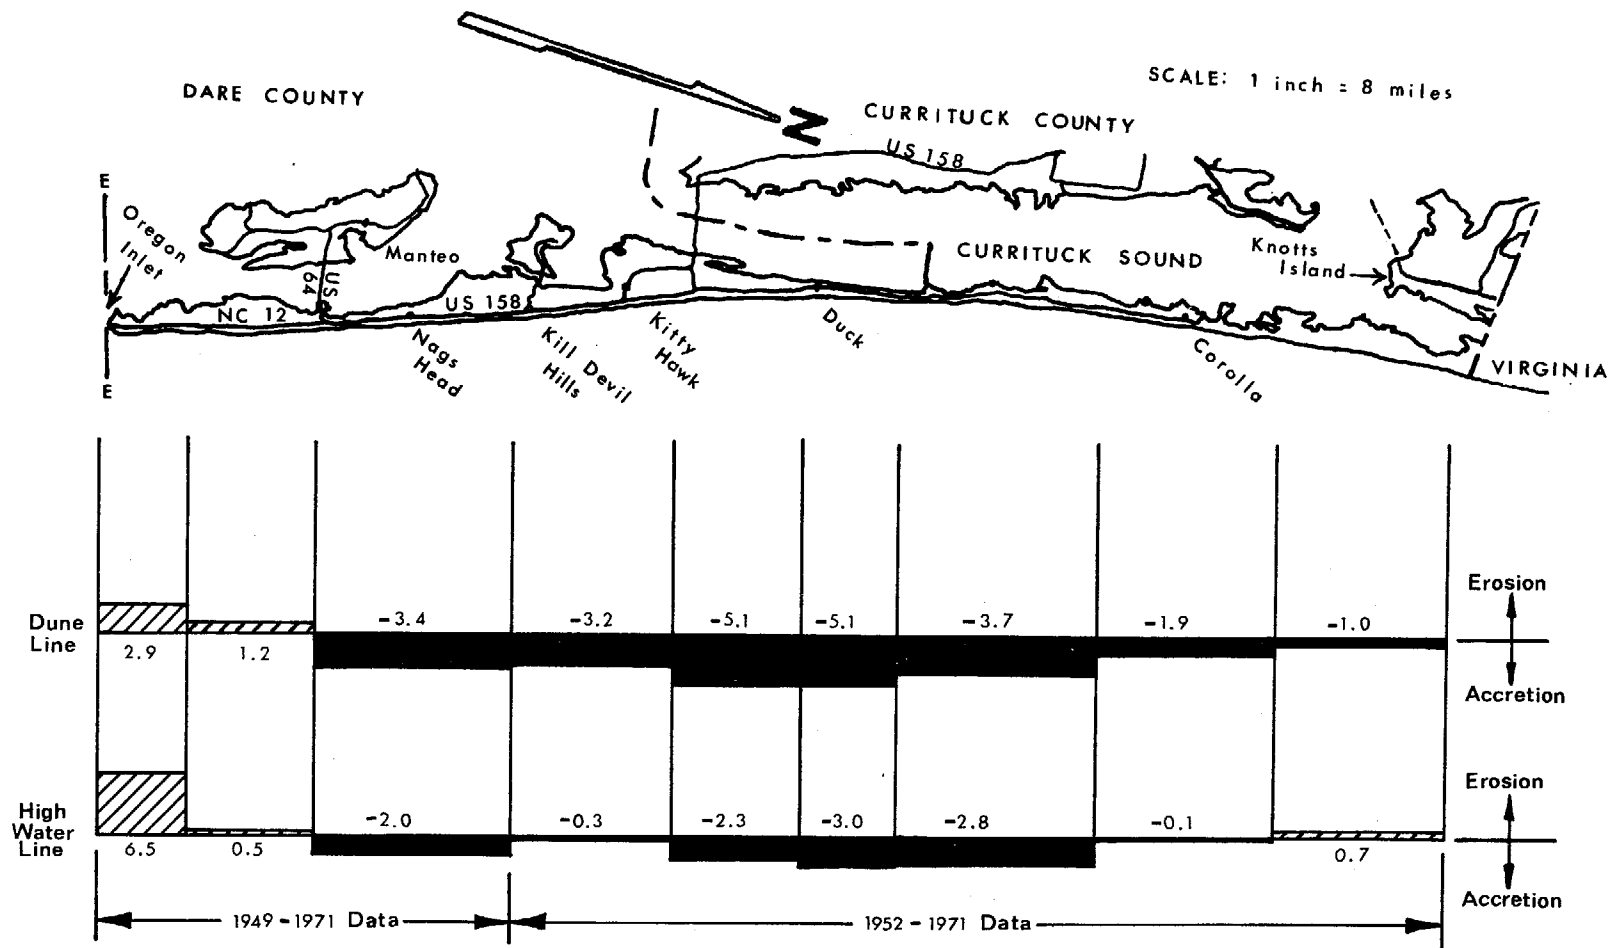 DARE COUNTY
N
CURRITUCK COUNTY
SCALE: 1 inch = 8 miles
US 158
E
Oregon
Inlet
Manteo
US
64
NC 12
US 158
CURRITUCK SOUND
Knotts
Island
E
Nags
Head
Kill Devil
Hills
Kitty
Hawk
Duck
Corolla
VIRGINIA
Erosion
Dune
Line
2.9
1.2
-3.4
-3.2
-5.1
-5.1
-3.7
-1.9
-1.0
Accretion
Erosion
High
Water
Line
6.5
0.5
-2.0
-0.3
-2.3
-3.0
-2.8
-0.1
0.7
Accretion
1949-1971 Data
1952-1971 Data